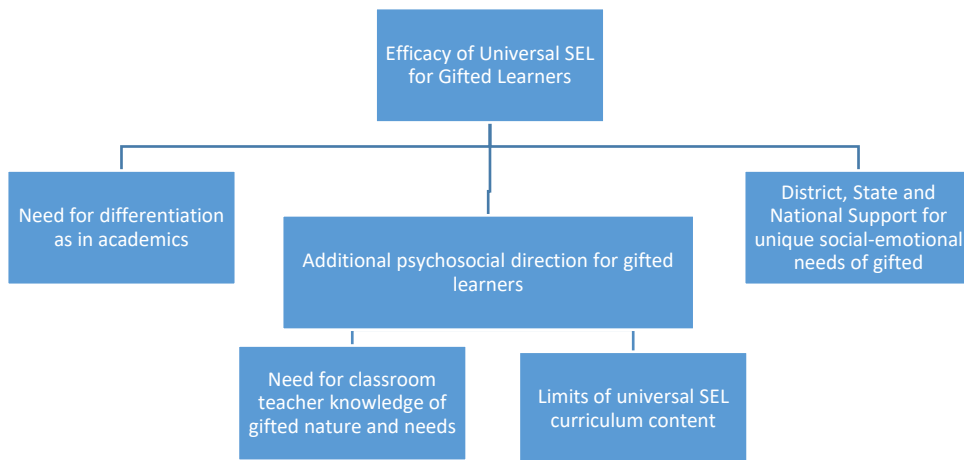 Efficacy of Universal SEL
for Gifted Learners
Need for differentiation
as in academics
Additional psychosocial direction for gifted
learners
District, State and
National Support for
unique social-emotional
needs of gifted
Need for classroom
teacher knowledge of
gifted nature and needs
Limits of universal SEL
curriculum content